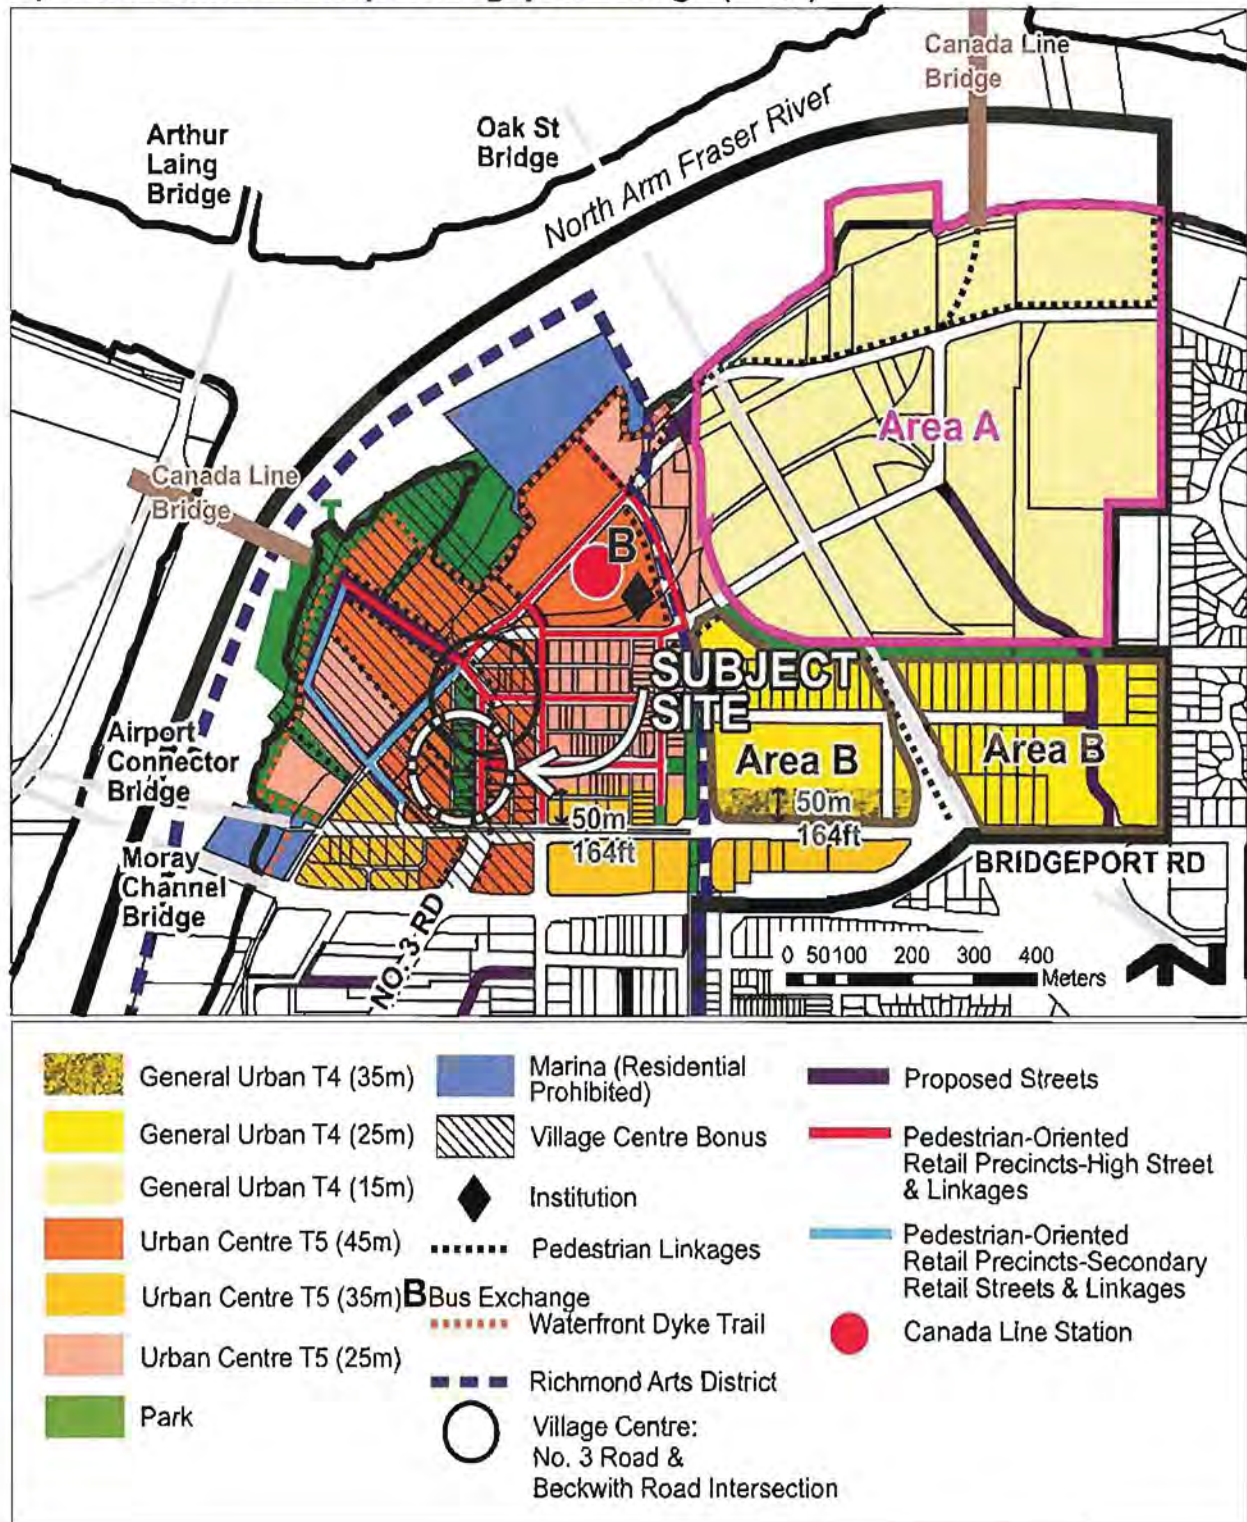 Canada Line
Bridge
Arthur
Laing
Bridge
Oak St
Bridge
North Arm Fraser River
Area A
Canada Line
Bridge
T
B
SUBJECT
SITE
Airport
Connector
Bridge
Area B
Area B
50m
164ft
50m
164ft
Moray
Channel
Bridge
BRIDGEPORT RD
NO. 3 RD
0 50 100 200 300 400
Meters
N
General Urban T4 (35m)
General Urban T4 (25m)
General Urban T4 (15m)
Urban Centre T5 (45m)
Urban Centre T5 (35m)
Urban Centre T5 (25m)
Park
Marina (Residential
Prohibited)
Village Centre Bonus
Institution
Pedestrian Linkages
B Bus Exchange
Waterfront Dyke Trail
Richmond Arts District
Village Centre:
No. 3 Road &
Beckwith Road Intersection
Proposed Streets
Pedestrian-Oriented
Retail Precincts-High Street
& Linkages
Pedestrian-Oriented
Retail Precincts-Secondary
Retail Streets & Linkages
Canada Line Station